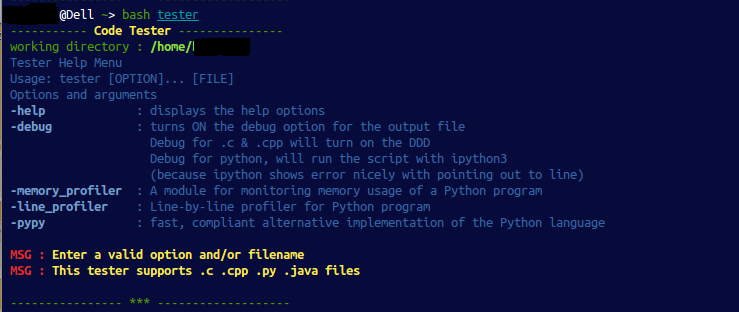 @Dell ~> bash tester
----------- Code Tester ---------------
working directory : /home/
Tester Help Menu
Usage: tester [OPTION]... [FILE]
Options and arguments
-help : displays the help options
-debug : turns ON the debug option for the output file
Debug for .c & .cpp will turn on the DDD
Debug for python, will run the script with ipython3
(because ipython shows error nicely with pointing out to line)
-memory_profiler : A module for monitoring memory usage of a Python program
-line_profiler : Line-by-line profiler for Python program
-pypy : fast, compliant alternative implementation of the Python language
MSG : Enter a valid option and/or filename
MSG : This tester supports .c .cpp .py .java files
---------------- *** -------------------